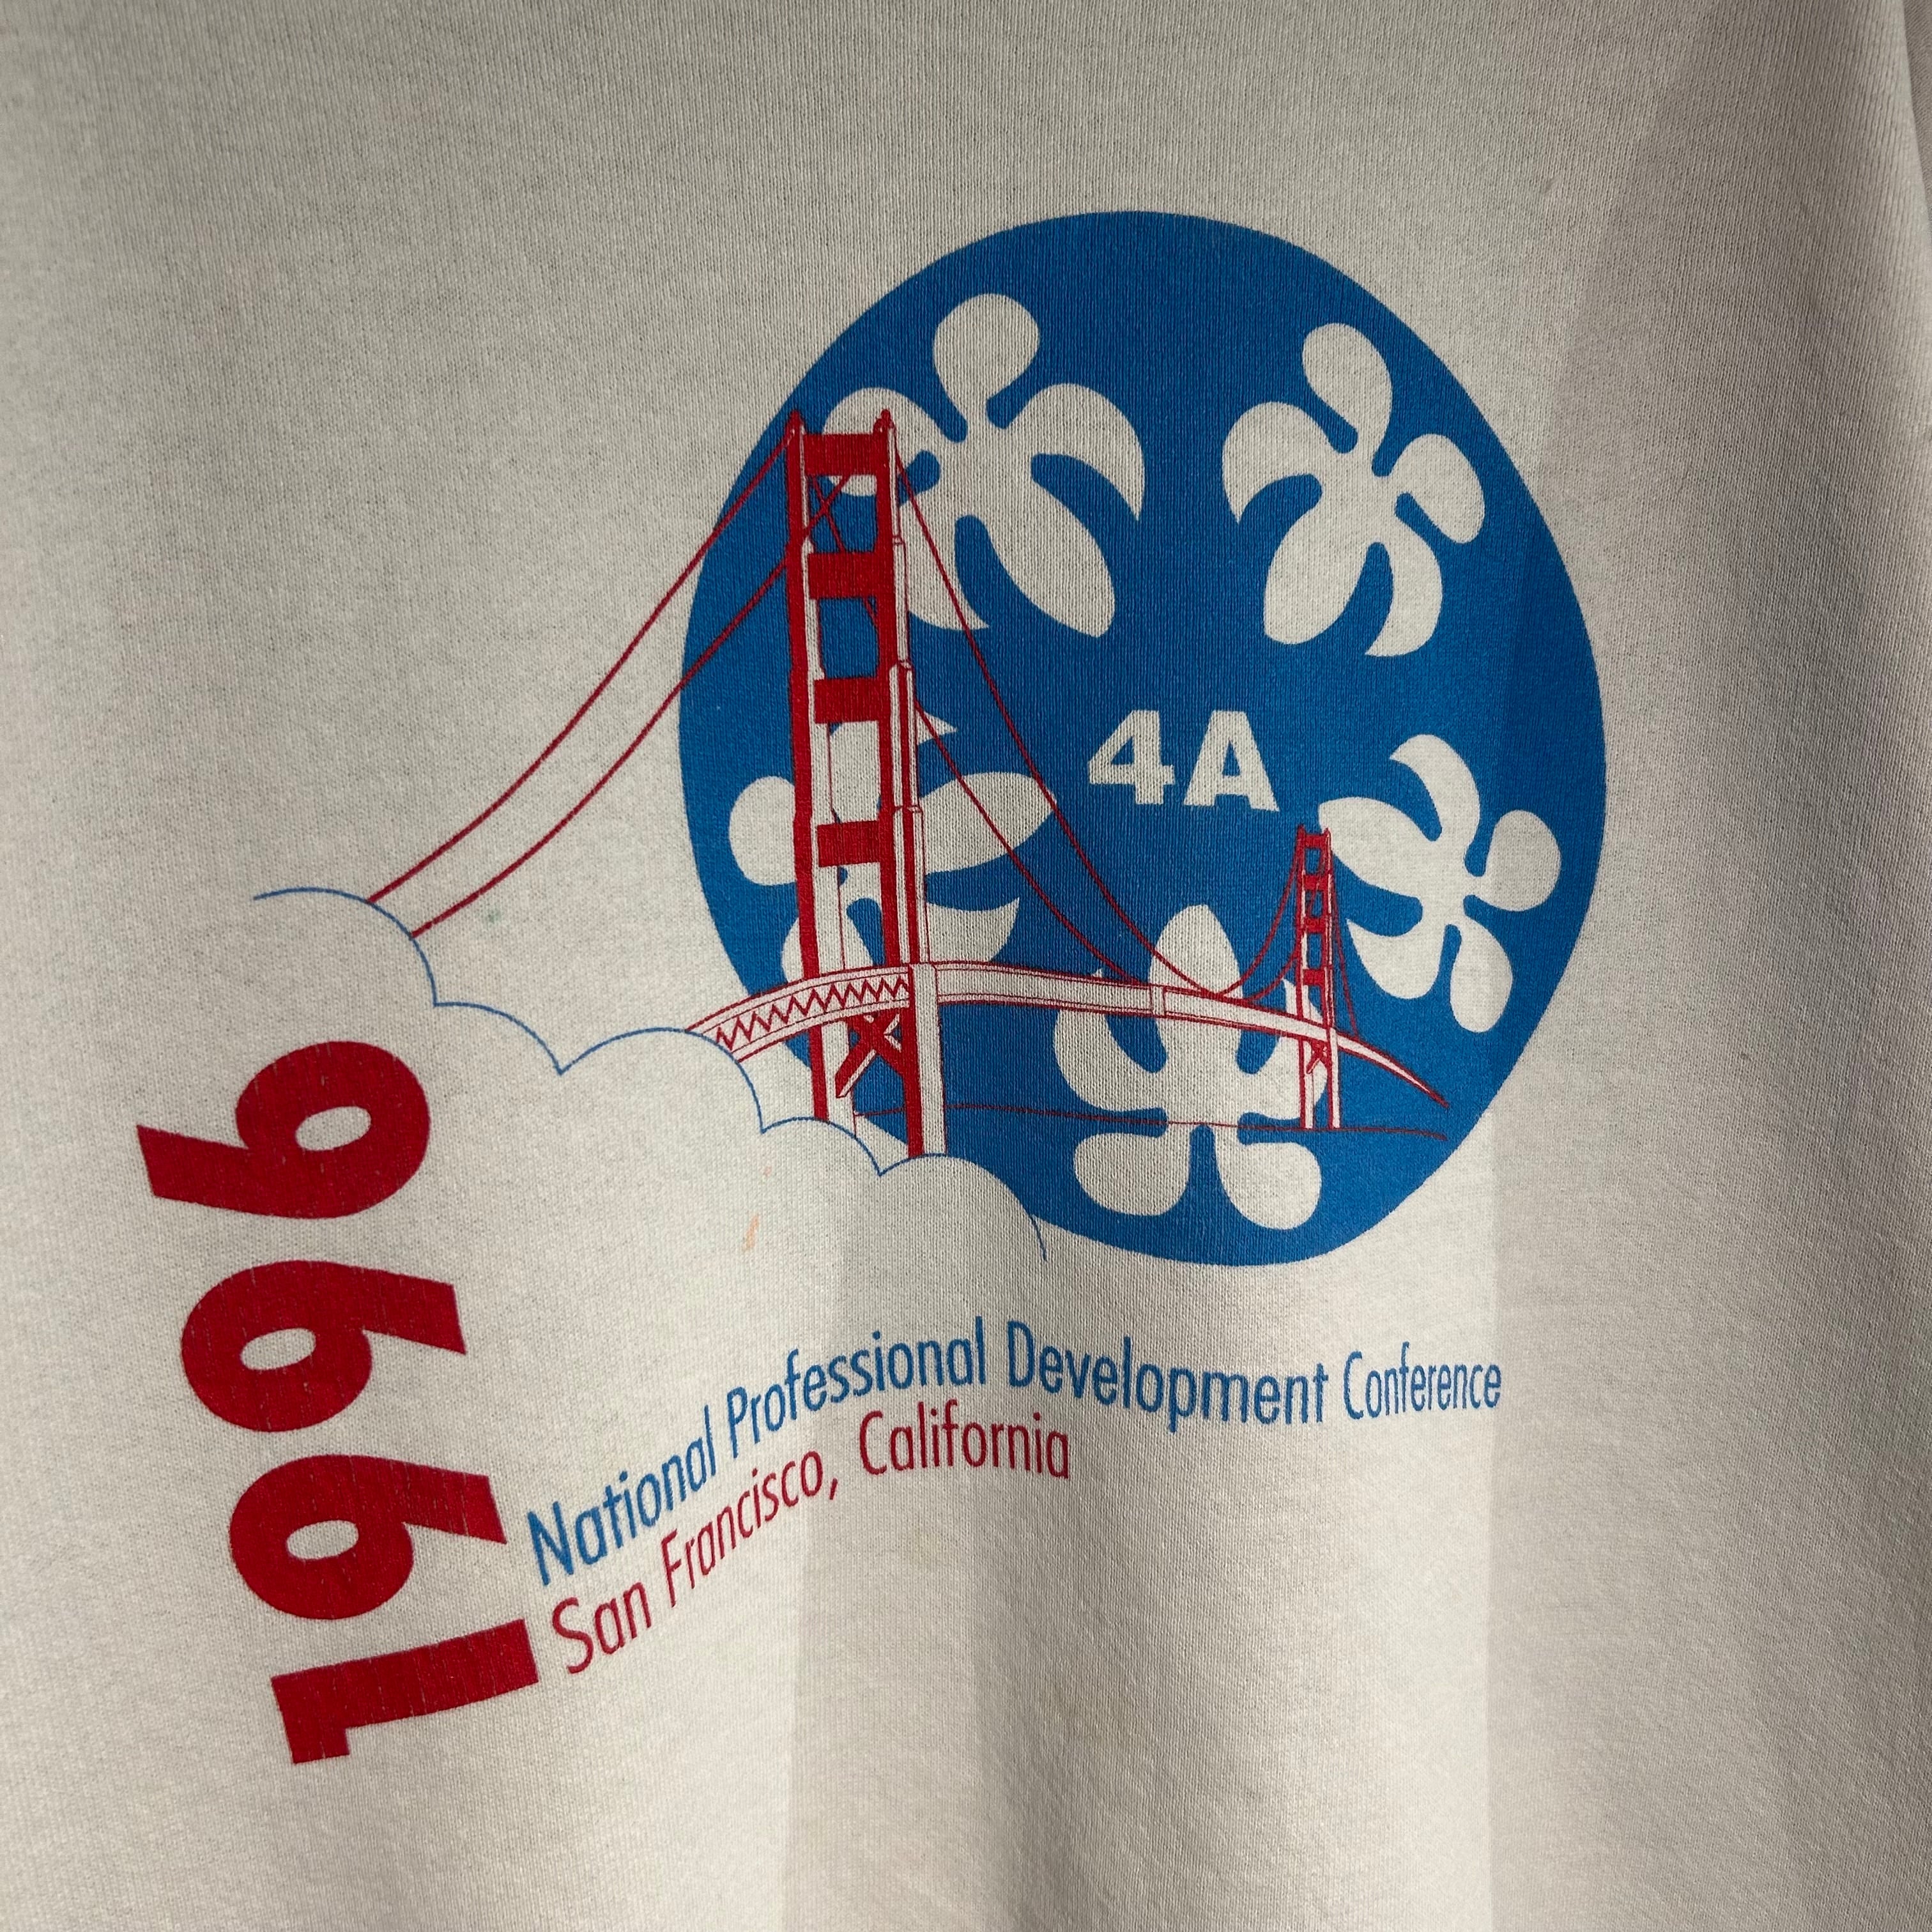 4A
1996
National Professional Development Conference
San Francisco, California